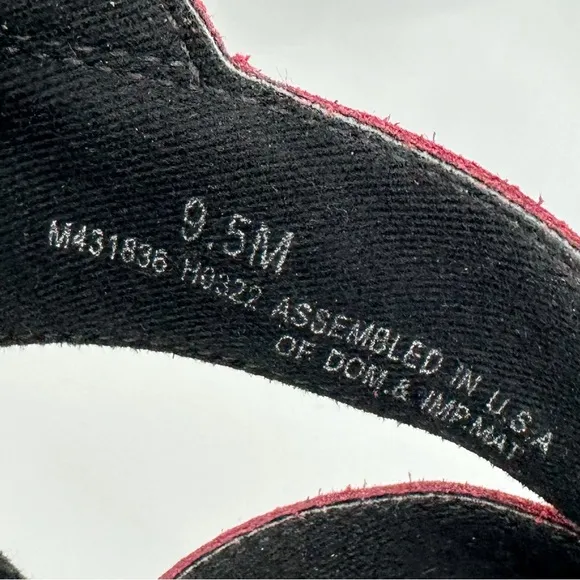 9.5M
M431836 H0322 ASSEMBLED IN U.S.A
OF DOM.& IMP.MAT